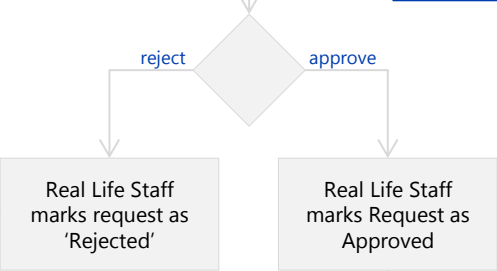 reject
approve
Real Life Staff
marks request as
‘Rejected’
Real Life Staff
marks Request as
Approved